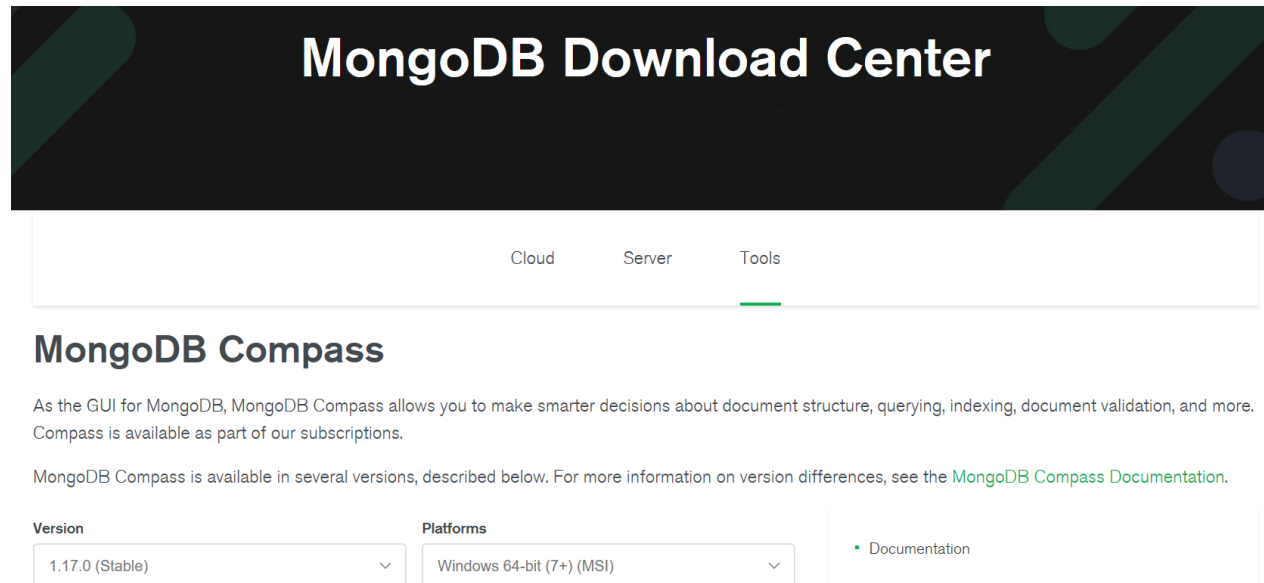 MongoDB Download Center
Cloud Server Tools
MongoDB Compass
As the GUI for MongoDB, MongoDB Compass allows you to make smarter decisions about document structure, querying, indexing, document validation, and more.
Compass is available as part of our subscriptions.
MongoDB Compass is available in several versions, described below. For more information on version differences, see the MongoDB Compass Documentation.
Version Platforms
1.17.0 (Stable) Windows 64-bit (7+) (MSI)
Documentation